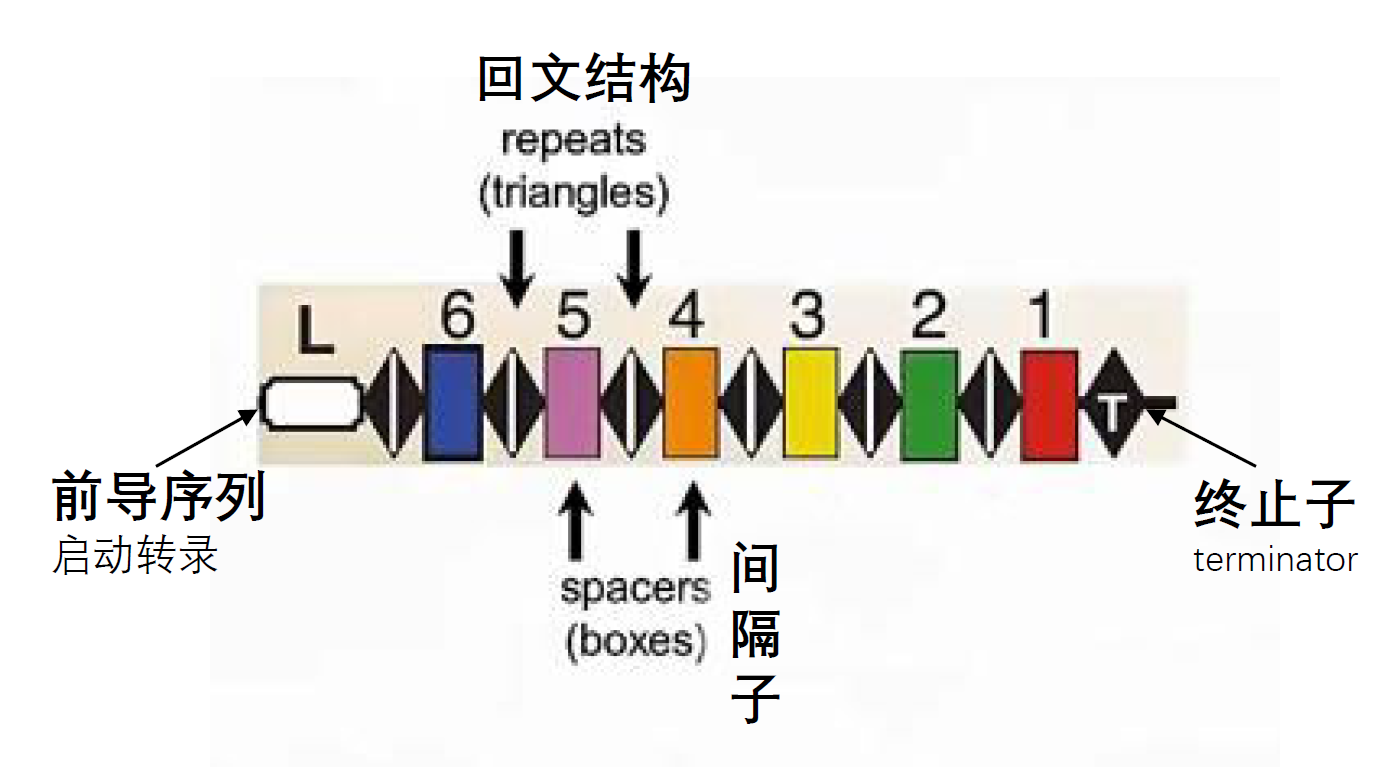 回文结构
repeats
(triangles)
L 6 5 4 3 2 1
T
前导序列
启动转录
spacers
(boxes)
间
隔
子
终止子
terminator